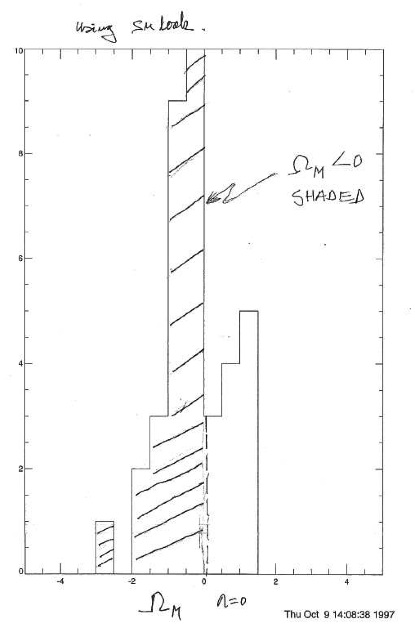 using SN look.
10
8
Ω_M <0
SHADED
6
4
2
0
-4 -2 0 2 4
Ω_M Λ=0
Thu Oct 9 14:08:38 1997